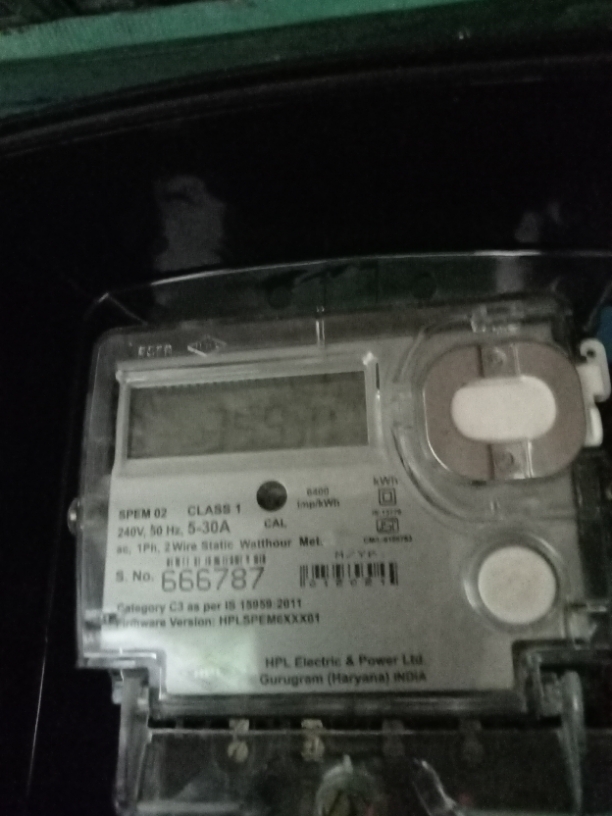 SPEM 02 CLASS 1
240V, 50 Hz, 5-30A
CAL
6400
imp/kWh
kWh
ac, 1Ph, 2 Wire Static Watthour Met.
M/YP
S. No. 666787
Category C3 as per IS 15959:2011
Software Version: HPLSPEM6XXX01
HPL Electric & Power Ltd.
Gurugram (Haryana) INDIA